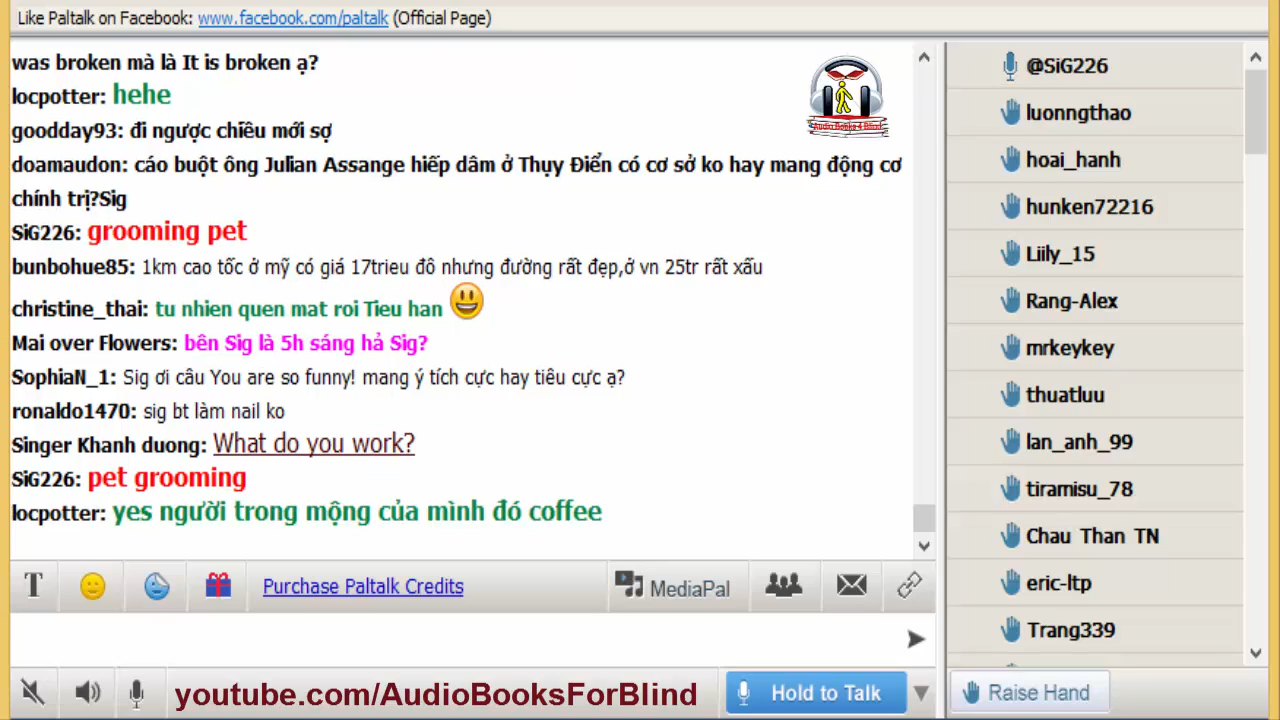 Like Paltalk on Facebook: www.facebook.com/paltalk (Official Page)
was broken mà là It is broken ạ?
locpotter: hehe
goodday93: đi ngược chiều mới sợ
doamaudon: cáo buột ông Julian Assange hiếp dâm ở Thụy Điển có cơ sở ko hay mang động cơ
chính trị?Sig
SiG226: grooming pet
bunbohue85: 1km cao tốc ở mỹ có giá 17trieu đô nhưng đường rất đẹp,ở vn 25tr rất xấu
christine_thai: tu nhien quen mat roi Tieu han
Mai over Flowers: bên Sig là 5h sáng hả Sig?
SophiaN_1: Sig ơi câu You are so funny! mang ý tích cực hay tiêu cực ạ?
ronaldo1470: sig bt làm nail ko
Singer Khanh duong: What do you work?
SiG226: pet grooming
locpotter: yes người trong mộng của mình đó coffee
Audio Books 4 Blind
@SiG226
luonngthao
hoai_hanh
hunken72216
Liily_15
Rang-Alex
mrkeykey
thuatluu
lan_anh_99
tiramisu_78
Chau Than TN
eric-ltp
Trang339
T
Purchase Paltalk Credits
MediaPal
youtube.com/AudioBooksForBlind
Hold to Talk
Raise Hand